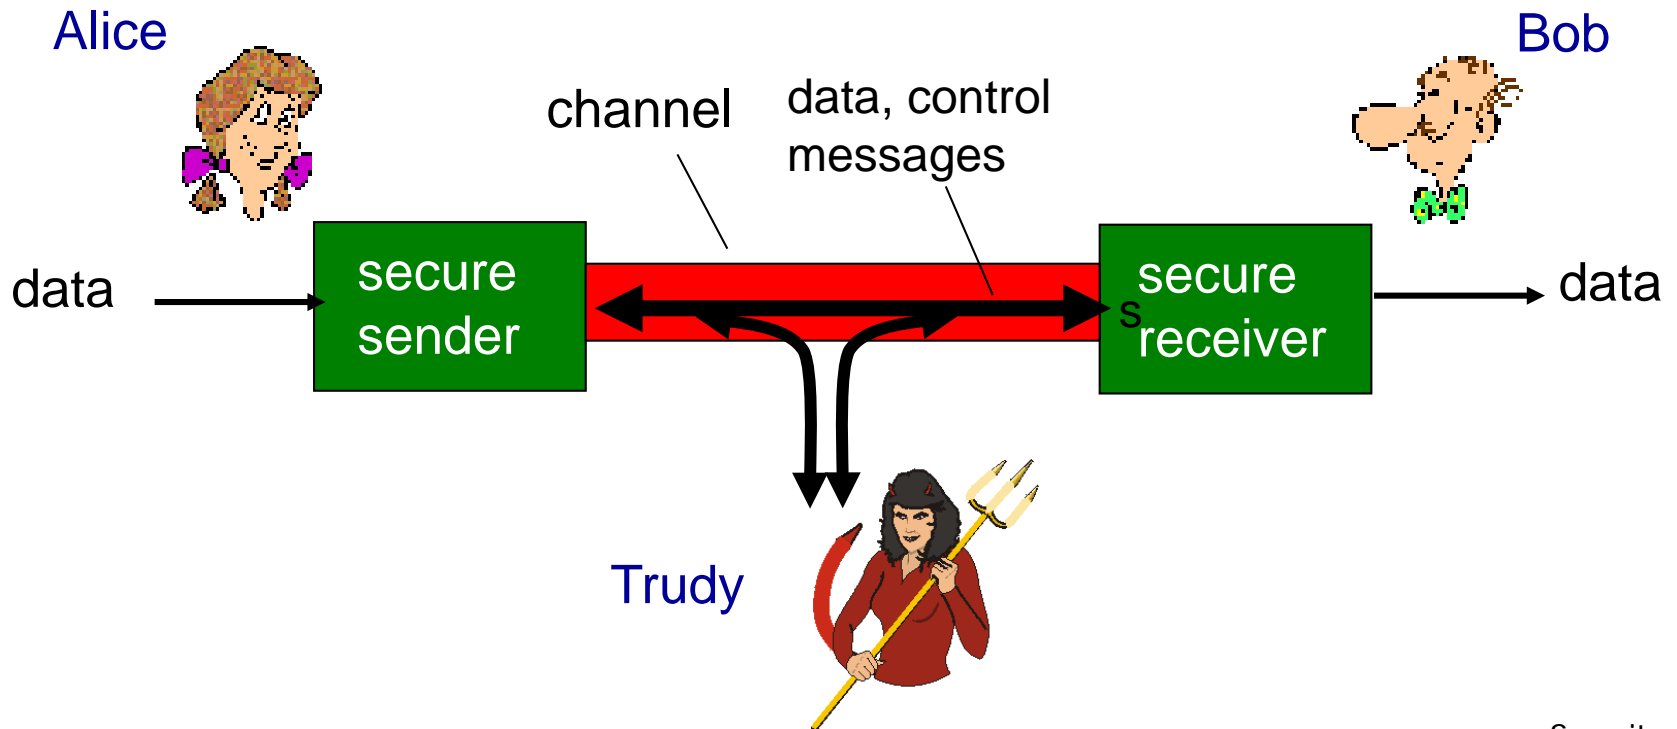 Alice
Bob
channel
data, control
messages
data
secure
sender
s
secure
receiver
data
Trudy